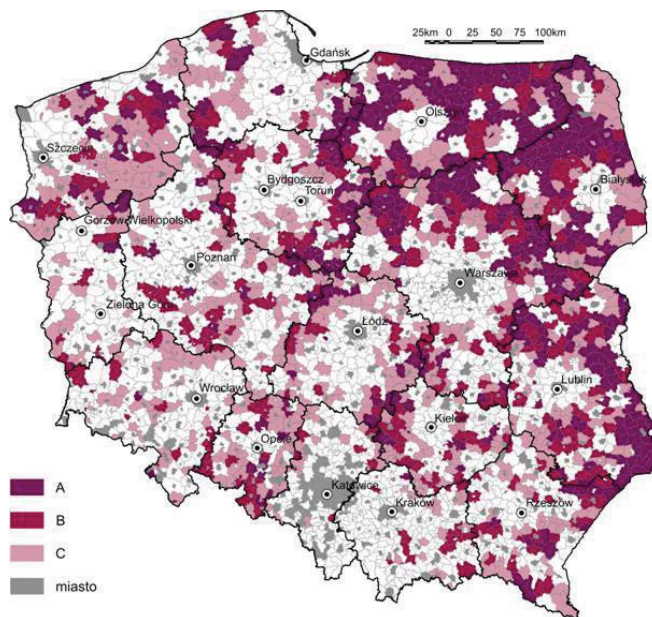 25km 0 25 50 75 100km
Gdańsk
Olsztyn
Szczecin
Bydgoszcz
Toruń
Białystok
Gorzów Wielkopolski
Poznań
Warszawa
Zielona Góra
Łódź
Wrocław
Lublin
Opole
Kielce
Katowice
Kraków
Rzeszów
A
B
C
miasto